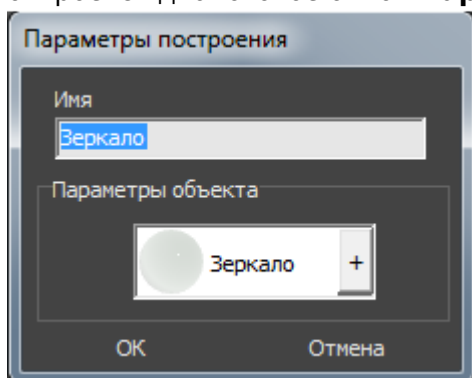 Параметры построения
Имя
Зеркало
Параметры объекта
Зеркало +
OK Отмена